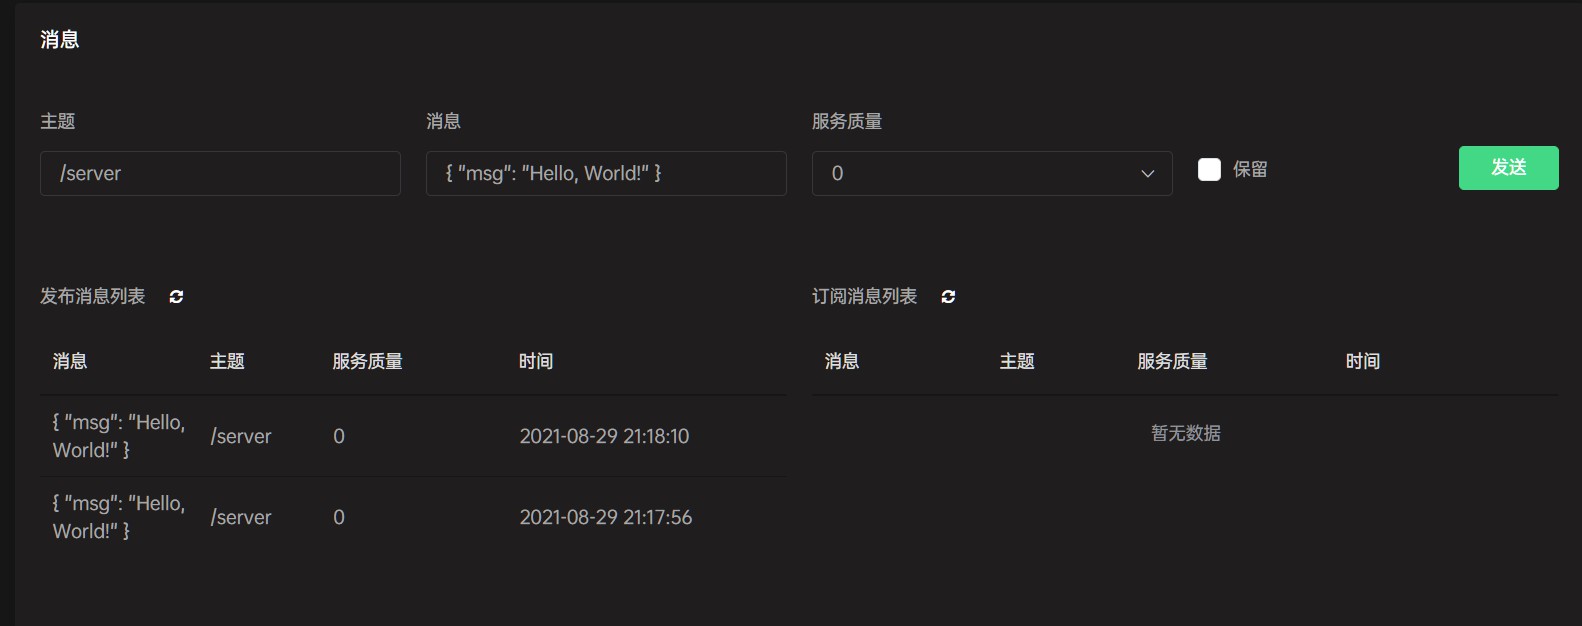 消息
主题
消息
服务质量
/server
{ "msg": "Hello, World!" }
0
保留
发送
发布消息列表
订阅消息列表
消息 主题 服务质量 时间
消息 主题 服务质量 时间
{ "msg": "Hello,
World!" }
/server
0
2021-08-29 21:18:10
暂无数据
{ "msg": "Hello,
World!" }
/server
0
2021-08-29 21:17:56